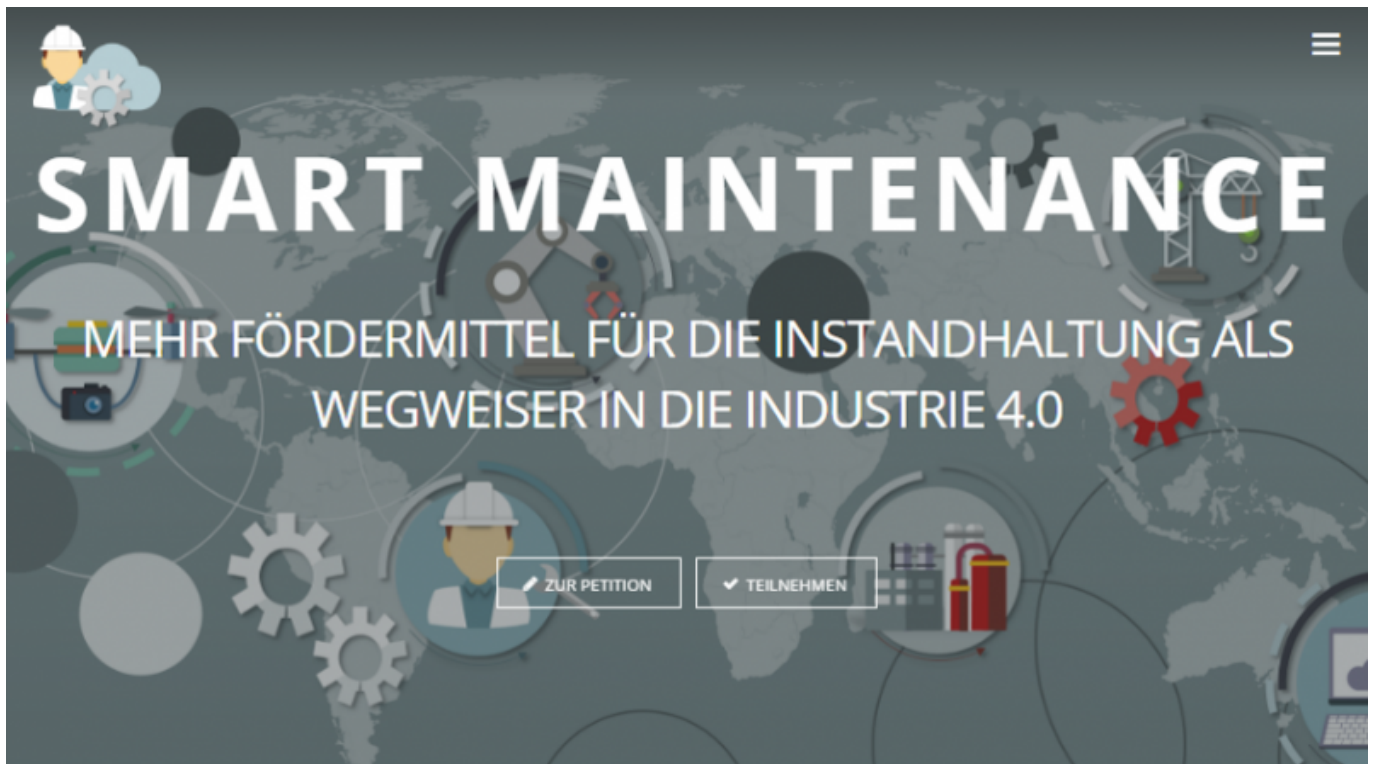 SMART MAINTENANCE
MEHR FÖRDERMITTEL FÜR DIE INSTANDHALTUNG ALS
WEGWEISER IN DIE INDUSTRIE 4.0
ZUR PETITION
TEILNEHMEN